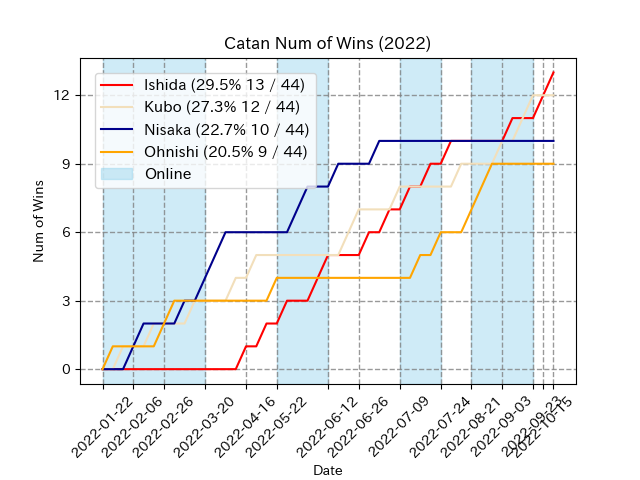 Catan Num of Wins (2022)
Ishida (29.5% 13 / 44)
Kubo (27.3% 12 / 44)
Nisaka (22.7% 10 / 44)
Ohnishi (20.5% 9 / 44)
Online
Num of Wins
12
9
6
3
0
2022-01-22
2022-02-06
2022-02-26
2022-03-20
2022-04-16
2022-05-22
2022-06-12
2022-06-26
2022-07-09
2022-07-24
2022-08-21
2022-09-03
2022-09-23
2022-10-15
Date